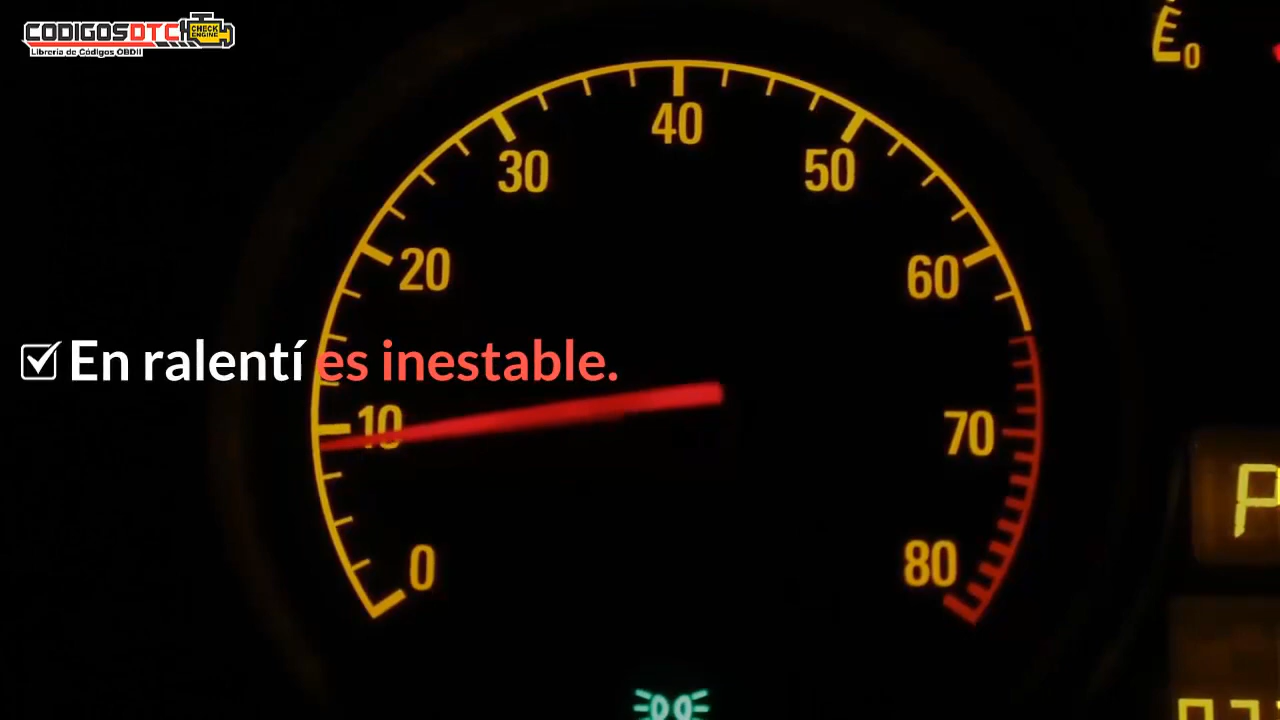 CODIGOSDTC
CHECK
ENGINE
Librería de Códigos OBDII
E0
40
30
50
20
60
En ralentí es inestable.
10
70
P
0
80